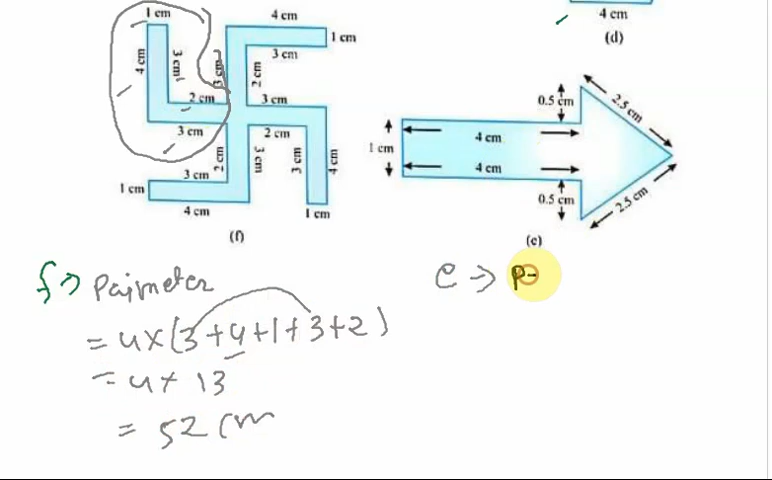 4 cm
(d)
1 cm
4 cm
3 cm
2 cm
3 cm
3 cm
4 cm
1 cm
3 cm
2 cm
3 cm
2 cm
3 cm
4 cm
1 cm
3 cm
2 cm
3 cm
1 cm
4 cm
(f)
0.5 cm
2.5 cm
4 cm
1 cm
4 cm
0.5 cm
2.5 cm
(e)
f⇒ Paimeter
= 4×(3+4+1+3+2)
= 4× 13
= 52 cm
e ⇒ P=